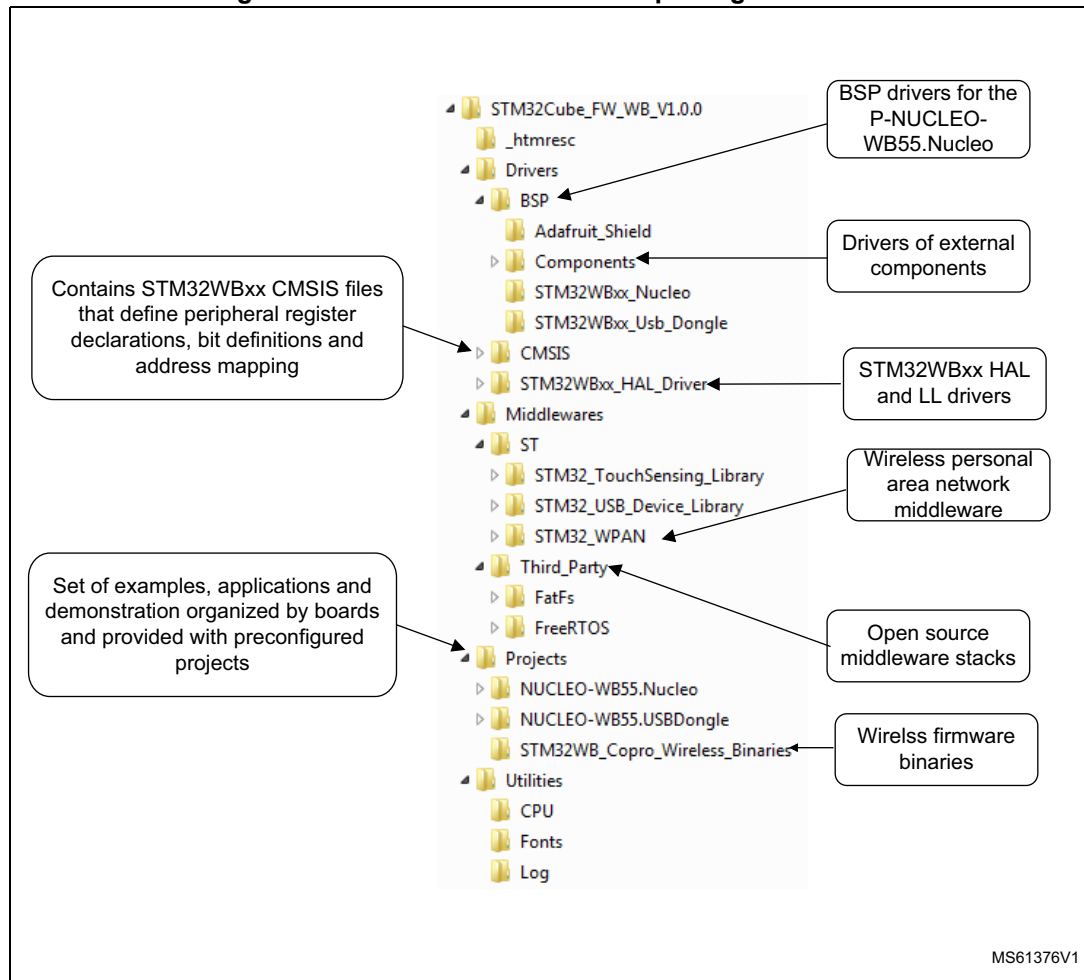 BSP drivers for the
P-NUCLEO-
WB55.Nucleo
STM32Cube_FW_WB_V1.0.0
_htmresc
Drivers
BSP
Adafruit_Shield
Components
STM32WBxx_Nucleo
STM32WBxx_Usb_Dongle
CMSIS
STM32WBxx_HAL_Driver
Middlewares
ST
STM32_TouchSensing_Library
STM32_USB_Device_Library
STM32_WPAN
Third_Party
FatFs
FreeRTOS
Projects
NUCLEO-WB55.Nucleo
NUCLEO-WB55.USBDongle
STM32WB_Copro_Wireless_Binaries
Utilities
CPU
Fonts
Log
Drivers of external
components
Contains STM32WBxx CMSIS files
that define peripheral register
declarations, bit definitions and
address mapping
STM32WBxx HAL
and LL drivers
Wireless personal
area network
middleware
Set of examples, applications and
demonstration organized by boards
and provided with preconfigured
projects
Open source
middleware stacks
Wirelss firmware
binaries
MS61376V1